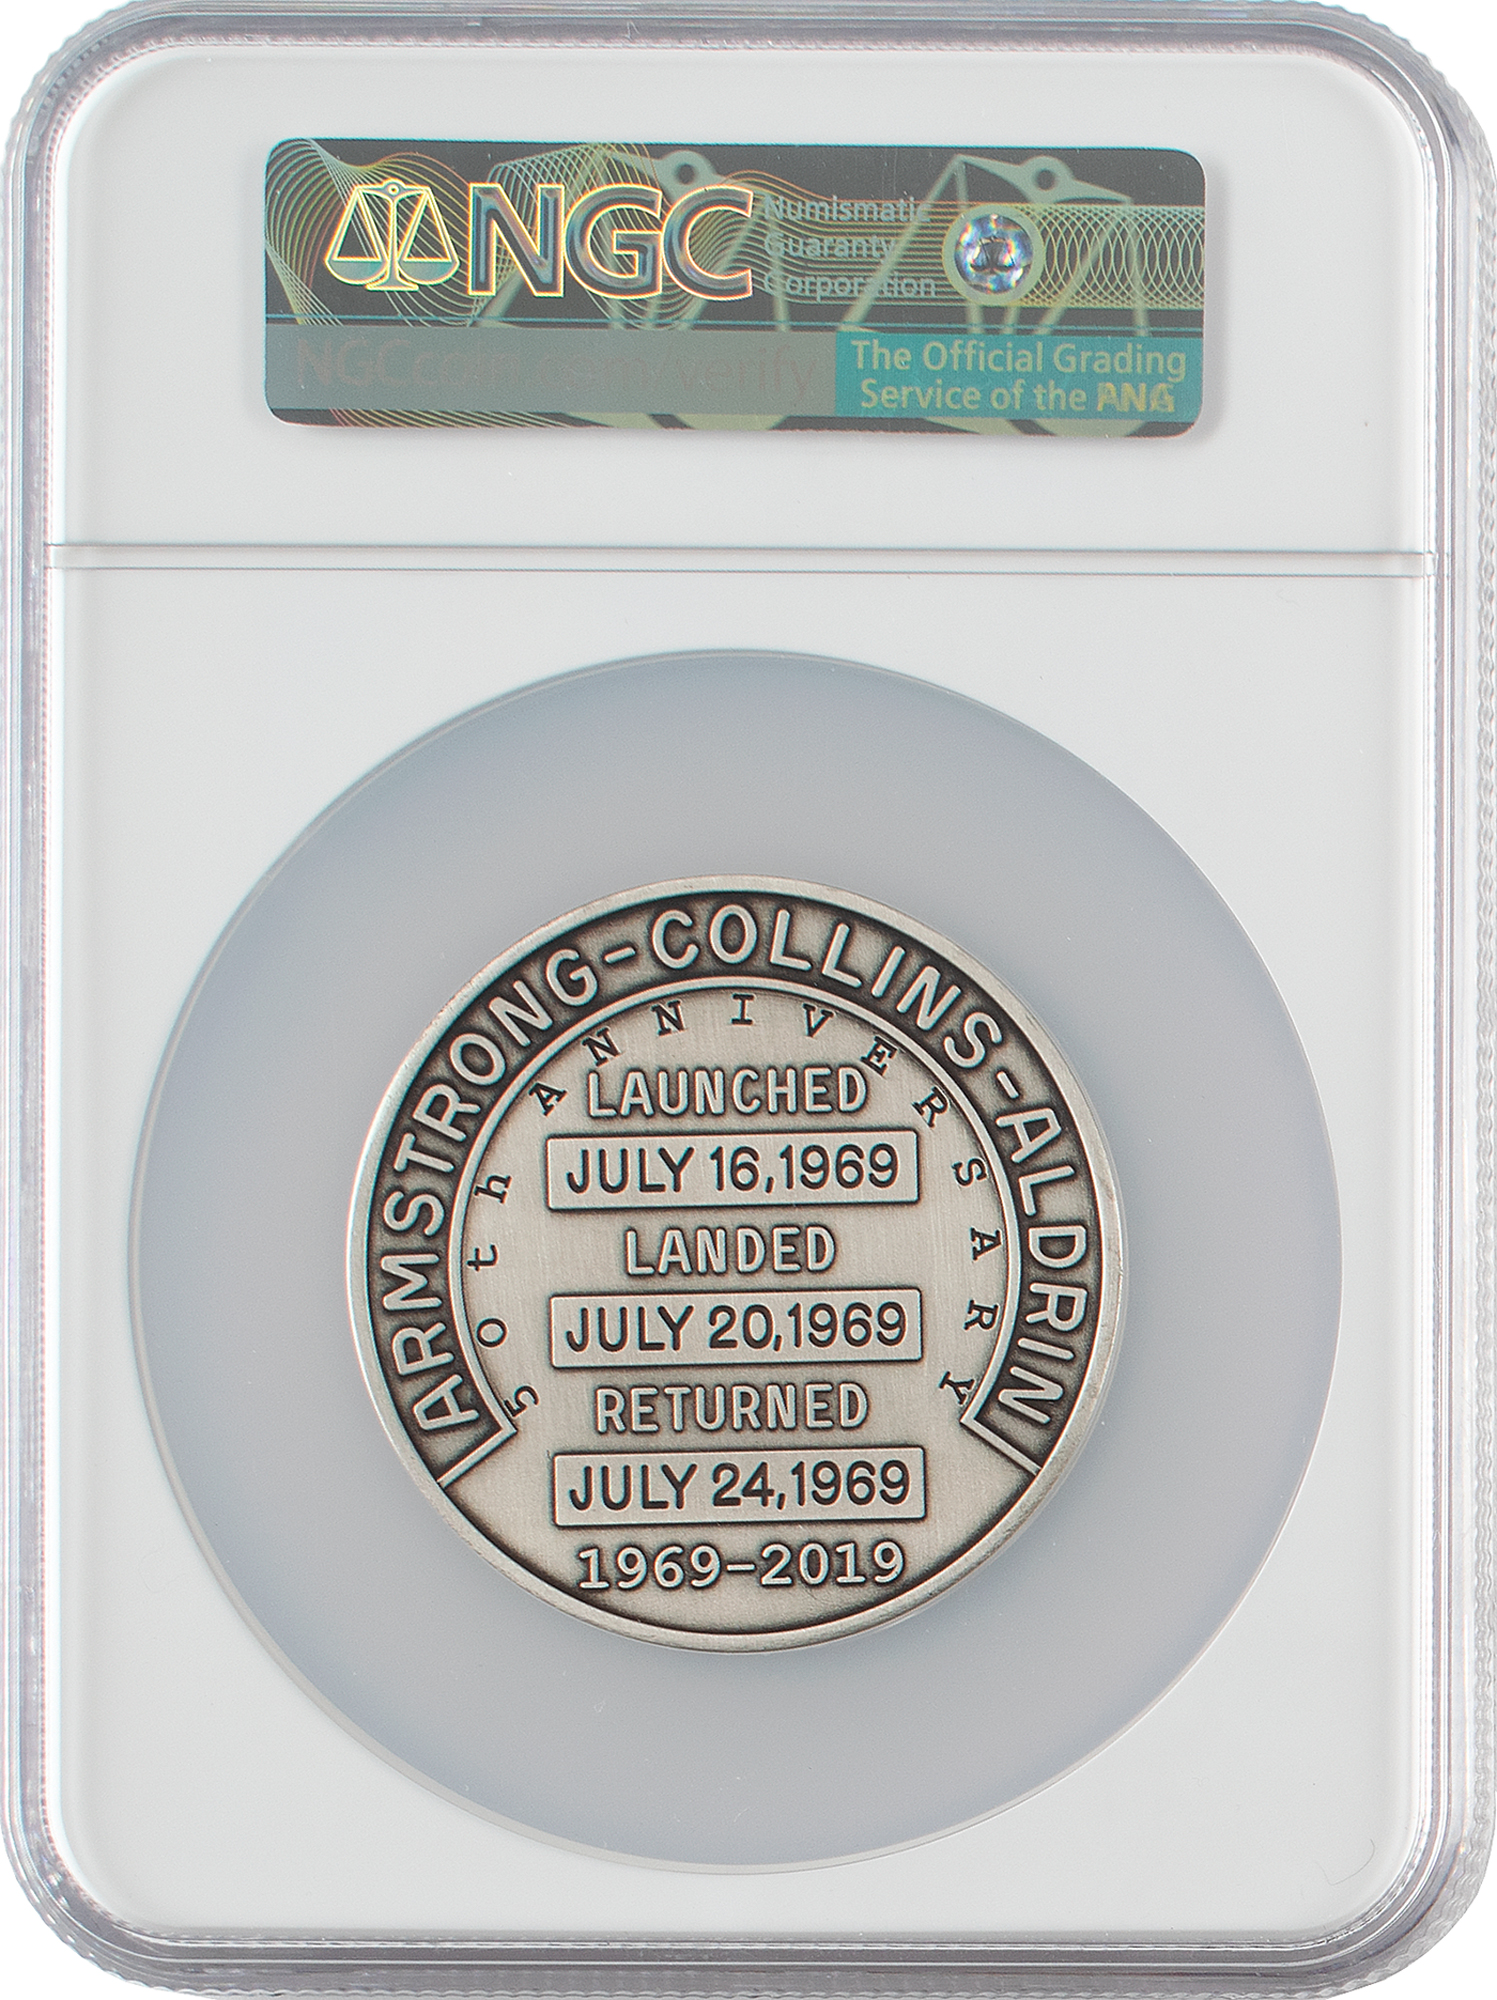 NGC
Numismatic
Guaranty
Corporation
NGCcoin.com/verify
The Official Grading
Service of the ANA
ARMSTRONG-COLLINS-ALDRIN
50th ANNIVERSARY
LAUNCHED
JULY 16,1969
LANDED
JULY 20,1969
RETURNED
JULY 24,1969
1969-2019